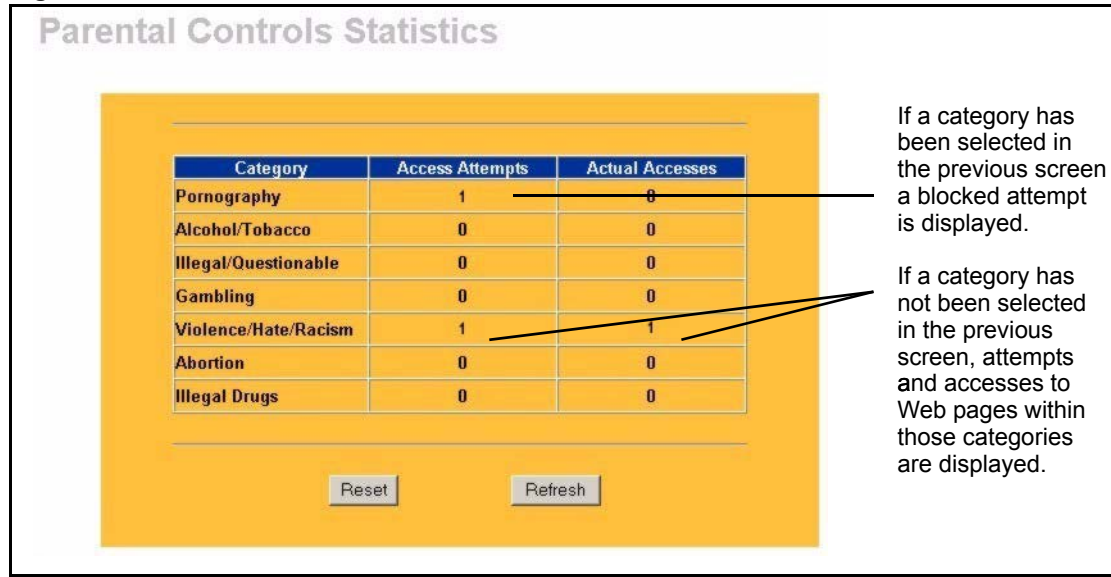 Parental Controls Statistics
Category Access Attempts Actual Accesses
Pornography 1
Alcohol/Tobacco 0 0
Illegal/Questionable 0 0
Gambling 0 0
Violence/Hate/Racism 1 1
Abortion 0 0
Illegal Drugs 0 0
Reset Refresh
If a category has
been selected in
the previous screen
a blocked attempt
is displayed.
If a category has
not been selected
in the previous
screen, attempts
and accesses to
Web pages within
those categories
are displayed.